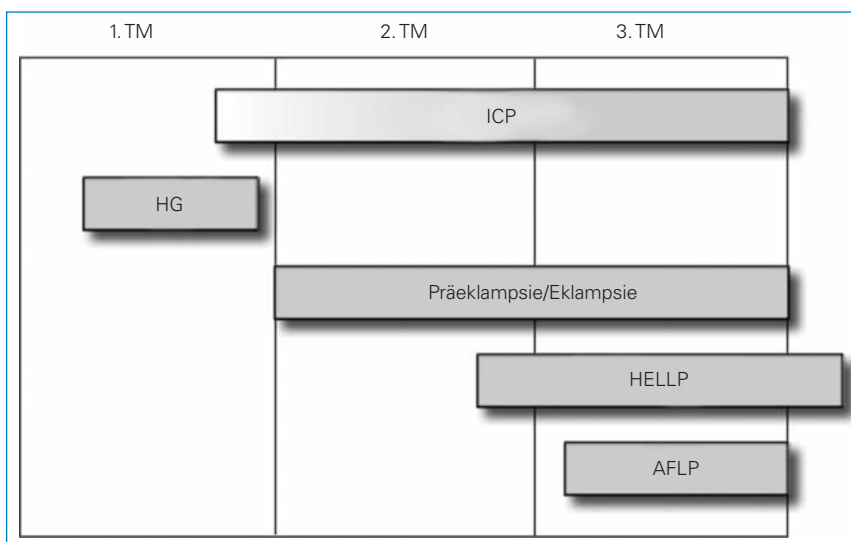 1. TM 2. TM 3. TM
ICP
HG
Präeklampsie/Eklampsie
HELLP
AFLP